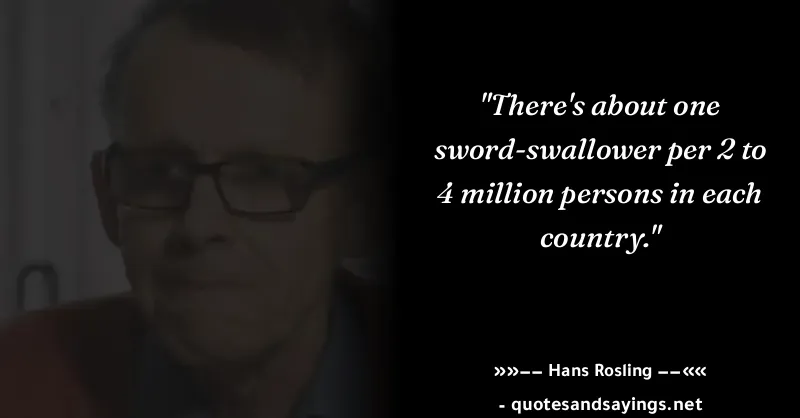 "There's about one
sword-swallower per 2 to
4 million persons in each
country."
»»−− Hans Rosling −−««
- quotesandsayings.net